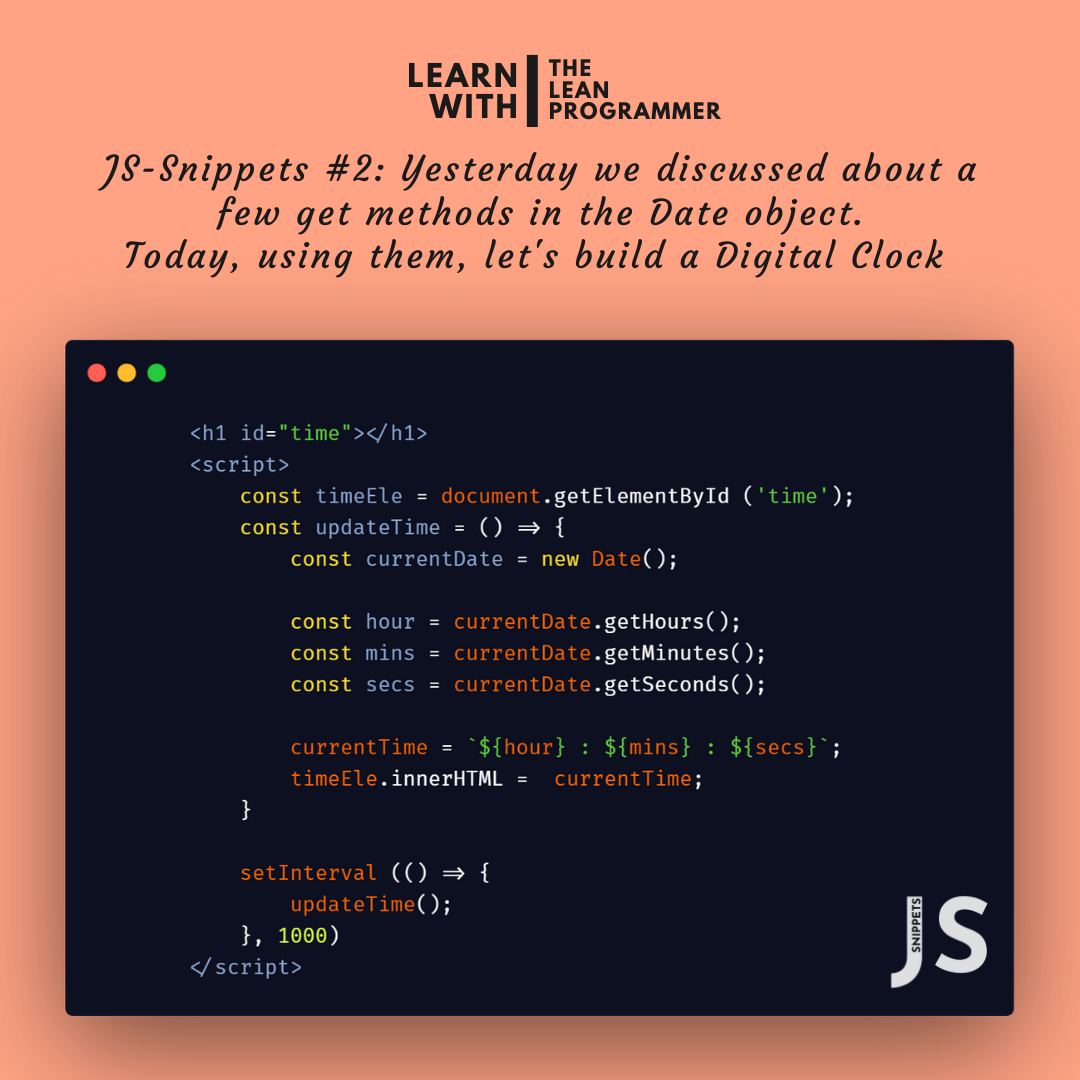 LEARN
WITH
THE
LEAN
PROGRAMMER
JS-Snippets #2: Yesterday we discussed about a
few get methods in the Date object.
Today, using them, let's build a Digital Clock
<h1 id="time"></h1>
<script>
    const timeEle = document.getElementById ('time');
    const updateTime = () => {
        const currentDate = new Date();
        const hour = currentDate.getHours();
        const mins = currentDate.getMinutes();
        const secs = currentDate.getSeconds();
        currentTime = `${hour} : ${mins} : ${secs}`;
        timeEle.innerHTML =  currentTime;
    }
    setInterval (() => {
        updateTime();
    }, 1000)
</script>
JS
SNIPPETS